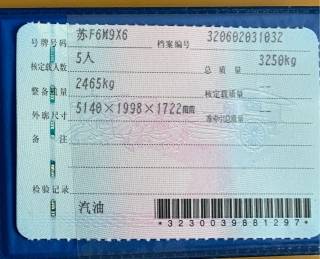 号牌号码 苏F6M9X6 档案编号 320602031032
核定载人数 5人 总质量 3250kg
整备质量 2465kg 核定载质量 --
外廓尺寸 5140×1998×1722 准牵引总质量 --
备注
检验记录 汽油
*3230039881297*